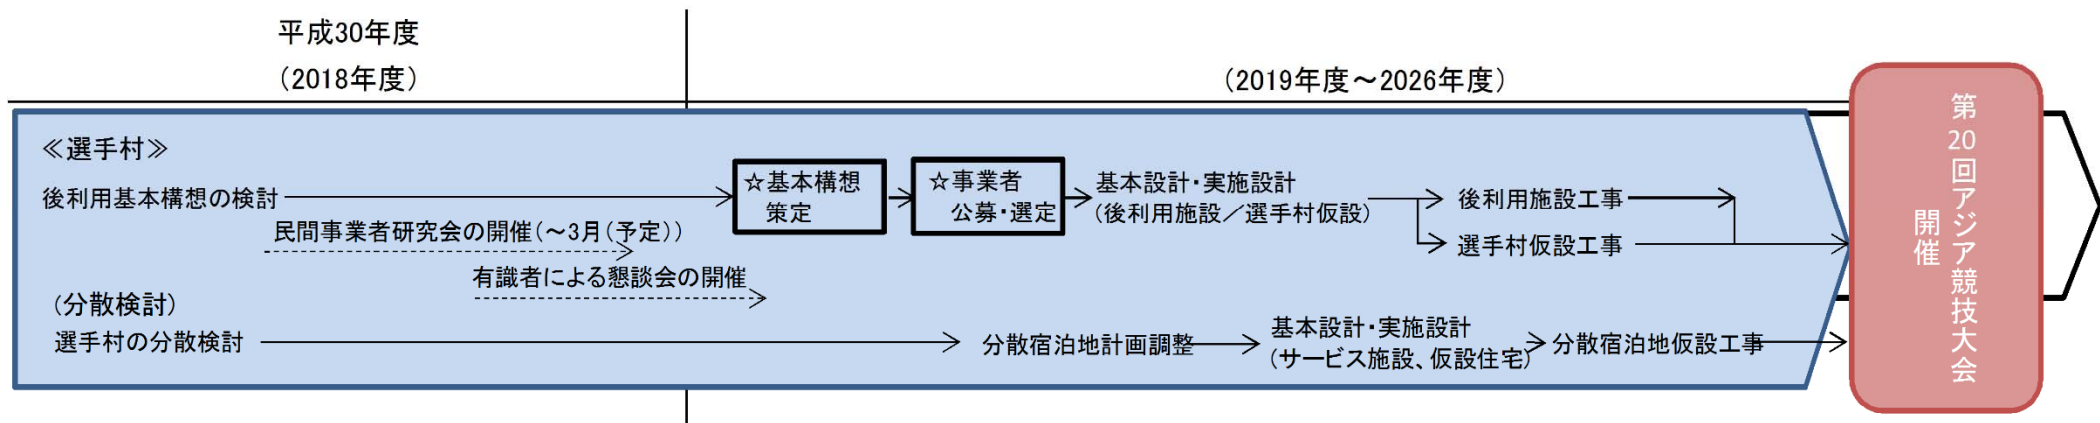 平成30年度
（2018年度）
（2019年度～2026年度）
≪選手村≫
後利用基本構想の検討
民間事業者研究会の開催（～3月（予定））
有識者による懇談会の開催
☆基本構想
策定
☆事業者
公募・選定
基本設計・実施設計
（後利用施設／選手村仮設）
後利用施設工事
選手村仮設工事
（分散検討）
選手村の分散検討
分散宿泊地計画調整
基本設計・実施設計
（サービス施設、仮設住宅）
分散宿泊地仮設工事
第20回アジア競技大会
開催